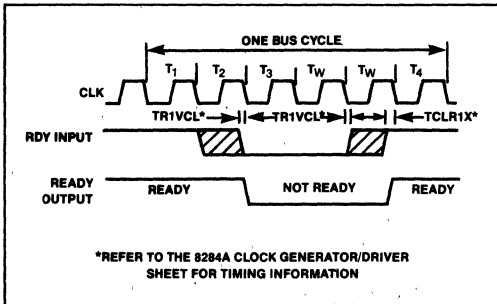 ONE BUS CYCLE
T1 T2 T3 TW TW T4
CLK
TR1VCL* TR1VCL* TCLR1X*
RDY INPUT
READY OUTPUT
READY NOT READY READY
*REFER TO THE 8284A CLOCK GENERATOR/DRIVER
SHEET FOR TIMING INFORMATION